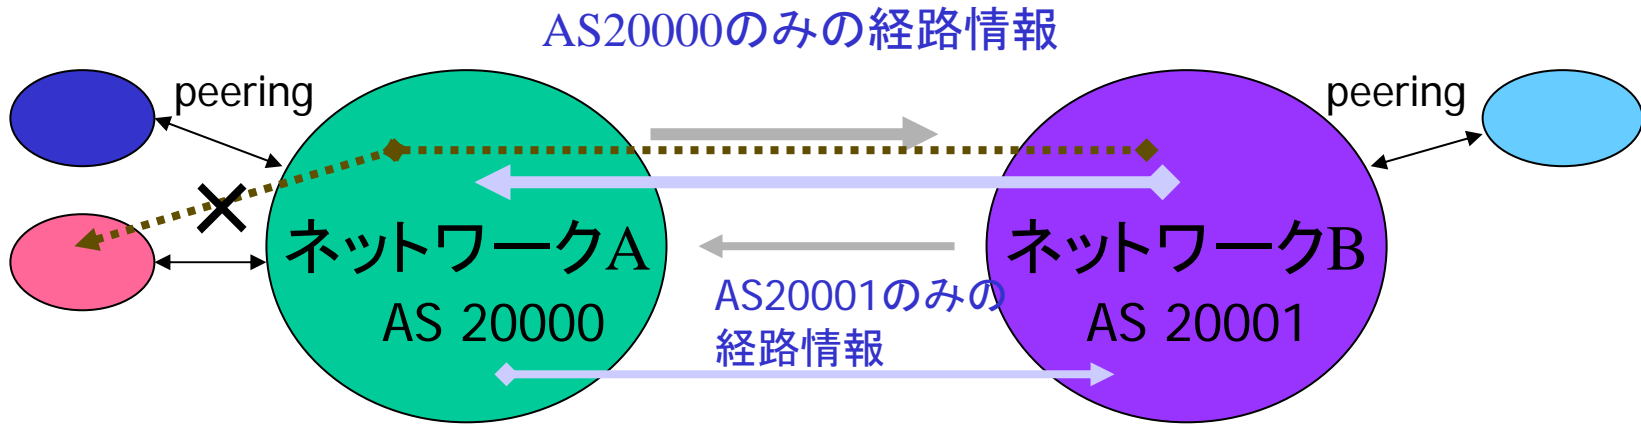 AS20000のみの経路情報
peering
peering
ネットワークA
AS 20000
ネットワークB
AS 20001
AS20001のみの
経路情報